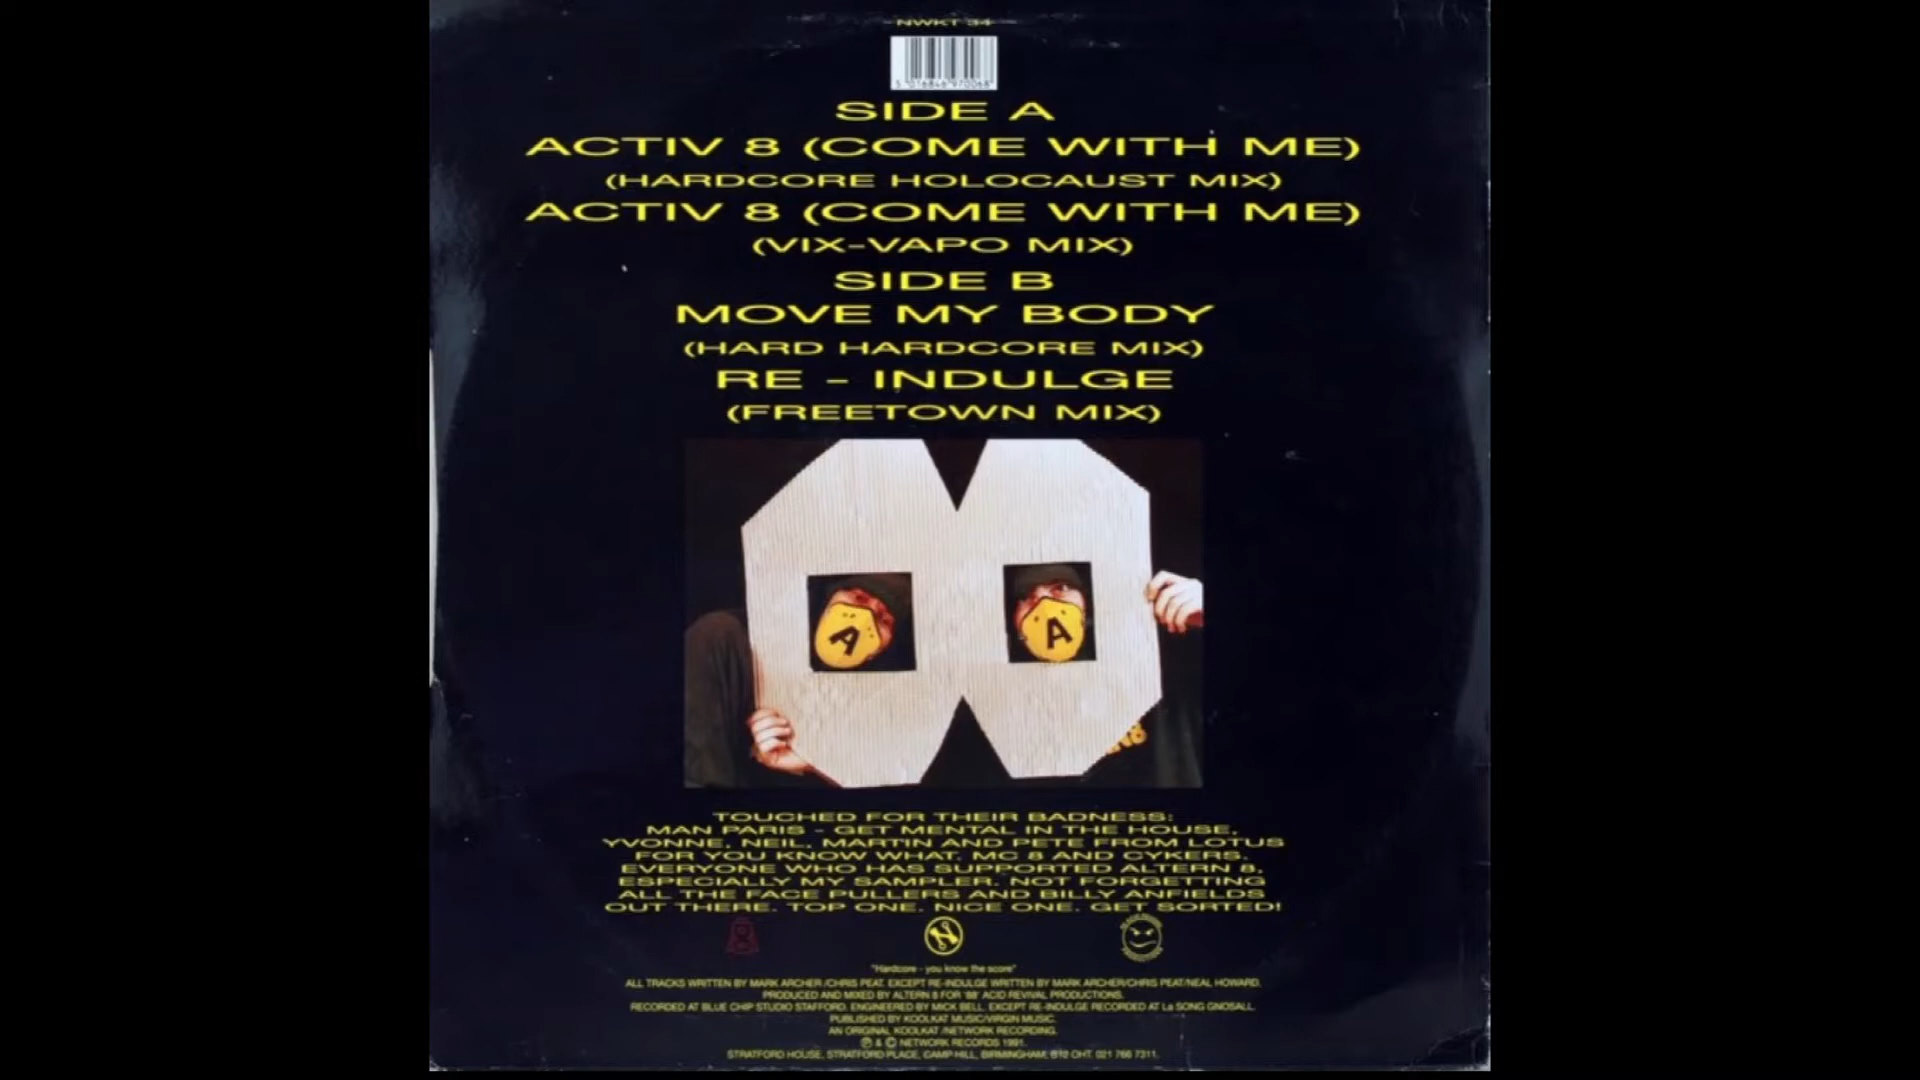 NWKT 34
5 016846 970068
SIDE A
ACTIV 8 (COME WITH ME)
(HARDCORE HOLOCAUST MIX)
ACTIV 8 (COME WITH ME)
(VIX-VAPO MIX)
SIDE B
MOVE MY BODY
(HARD HARDCORE MIX)
RE - INDULGE
(FREETOWN MIX)
A A
TOUCHED FOR THEIR BADNESS:
MAN PARIS - GET MENTAL IN THE HOUSE,
YVONNE, NEIL, MARTIN AND PETE FROM LOTUS
FOR YOU KNOW WHAT. MC 8 AND CYKERS.
EVERYONE WHO HAS SUPPORTED ALTERN 8,
ESPECIALLY MY SAMPLER, NOT FORGETTING
ALL THE FACE PULLERS AND BILLY ANFIELDS
OUT THERE. TOP ONE. NICE ONE. GET SORTED!
"Hardcore - you know the score"
ALL TRACKS WRITTEN BY MARK ARCHER /CHRIS PEAT. EXCEPT RE-INDULGE WRITTEN BY MARK ARCHER/CHRIS PEAT/NEAL HOWARD.
PRODUCED AND MIXED BY ALTERN 8 FOR '88' ACID REVIVAL PRODUCTIONS.
RECORDED AT BLUE CHIP STUDIO STAFFORD. ENGINEERED BY MICK BELL. EXCEPT RE-INDULGE RECORDED AT La SONG GNOSALL.
PUBLISHED BY KOOLKAT MUSIC/VIRGIN MUSIC.
AN ORIGINAL KOOLKAT /NETWORK RECORDING.
℗ & © NETWORK RECORDS 1991.
STRATFORD HOUSE, STRATFORD PLACE, CAMP HILL, BIRMINGHAM, B12 OHT. 021 766 7311.